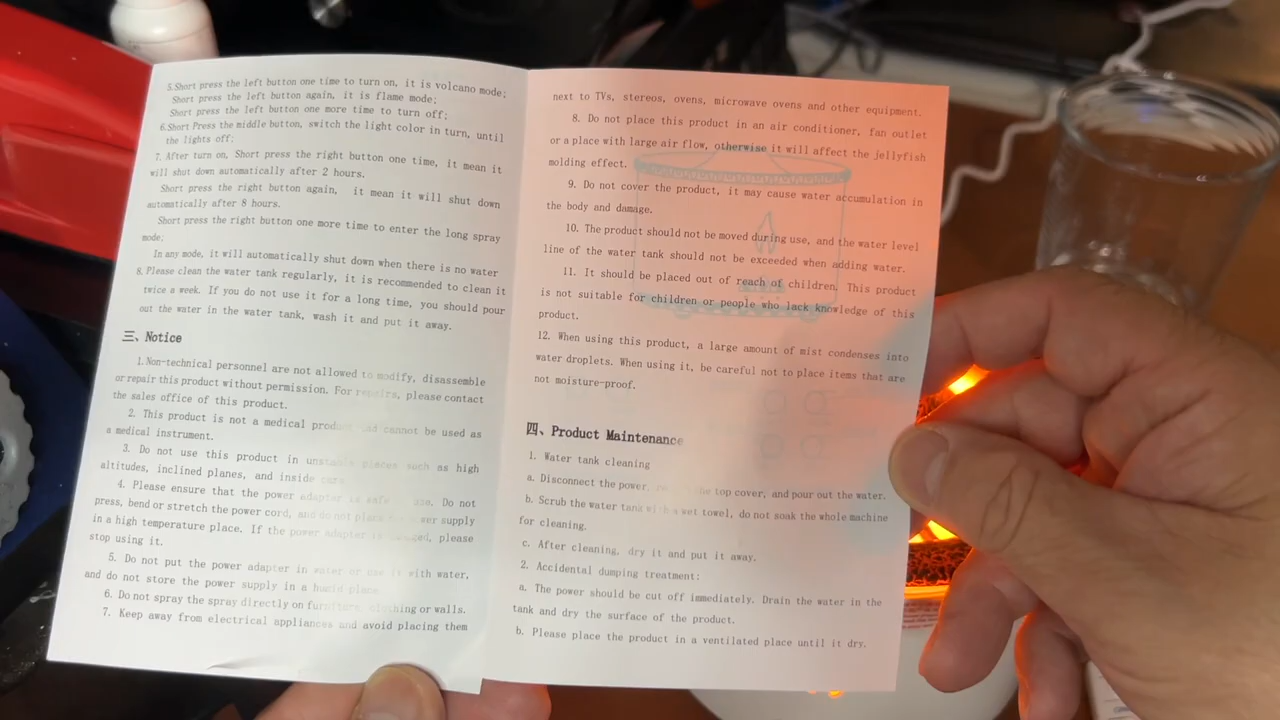 5.Short press the left button one time to turn on, it is volcano mode;
Short press the left button again, it is flame mode;
Short press the left button one more time to turn off;
6.Short Press the middle button, switch the light color in turn, until
the lights off;
7. After turn on, Short press the right button one time, it mean it
will shut down automatically after 2 hours.
Short press the right button again, it mean it will shut down
automatically after 8 hours.
Short press the right button one more time to enter the long spray
mode;
In any mode, it will automatically shut down when there is no water
8. Please clean the water tank regularly, it is recommended to clean it
twice a week. If you do not use it for a long time, you should pour
out the water in the water tank, wash it and put it away.
三、Notice
1.Non-technical personnel are not allowed to modify, disassemble
or repair this product without permission. For repairs, please contact
the sales office of this product.
2. This product is not a medical product and cannot be used as
a medical instrument.
3. Do not use this product in unstable places such as high
altitudes, inclined planes, and inside cars.
4. Please ensure that the power adapter is safe use. Do not
press, bend or stretch the power cord, and do not place power supply
in a high temperature place. If the power adapter is damaged, please
stop using it.
5. Do not put the power adapter in water or use it with water,
and do not store the power supply in a humid place.
6. Do not spray the spray directly on furniture, clothing or walls.
7. Keep away from electrical appliances and avoid placing them
next to TVs, stereos, ovens, microwave ovens and other equipment.
8. Do not place this product in an air conditioner, fan outlet
or a place with large air flow, otherwise it will affect the jellyfish
molding effect.
9. Do not cover the product, it may cause water accumulation in
the body and damage.
10. The product should not be moved during use, and the water level
line of the water tank should not be exceeded when adding water.
11. It should be placed out of reach of children. This product
is not suitable for children or people who lack knowledge of this
product.
12. When using this product, a large amount of mist condenses into
water droplets. When using it, be careful not to place items that are
not moisture-proof.
四、Product Maintenance
1. Water tank cleaning
a. Disconnect the power, the top cover, and pour out the water.
b. Scrub the water tank with a wet towel, do not soak the whole machine
for cleaning.
c. After cleaning, dry it and put it away.
2. Accidental dumping treatment:
a. The power should be cut off immediately. Drain the water in the
tank and dry the surface of the product.
b. Please place the product in a ventilated place until it dry.